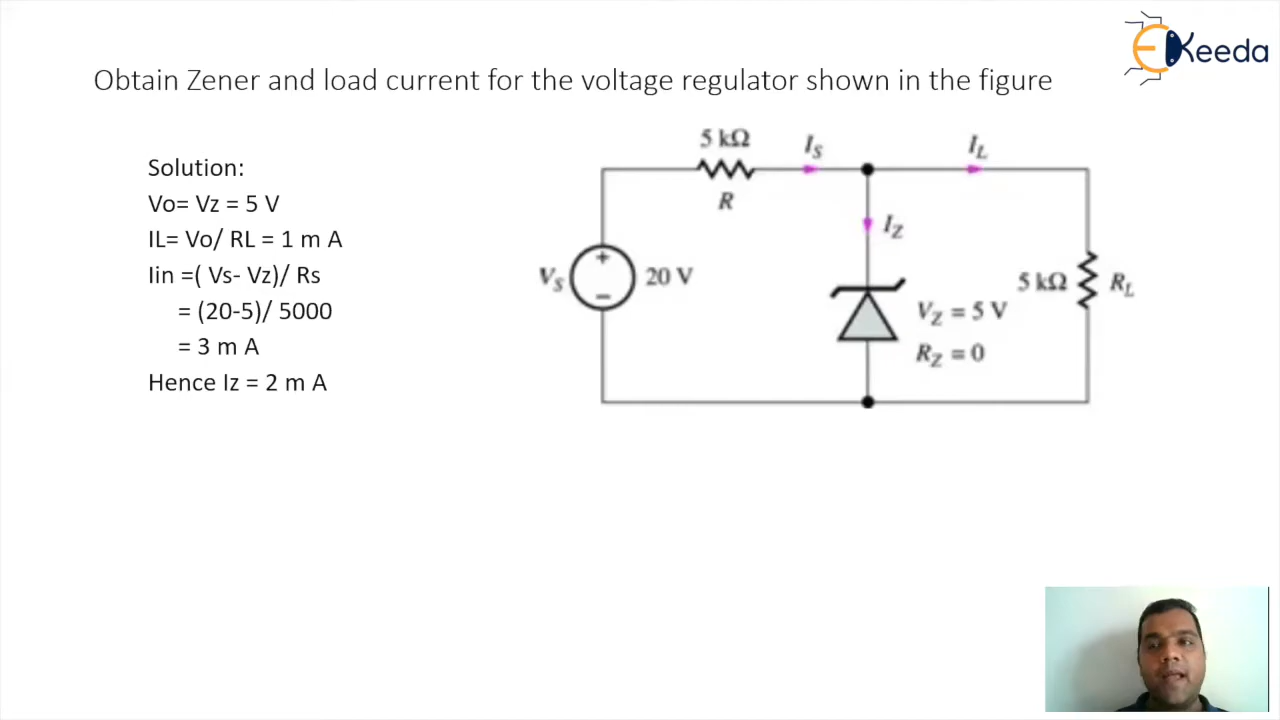 EKeeda
Obtain Zener and load current for the voltage regulator shown in the figure
Solution:
Vo= Vz = 5 V
IL= Vo/ RL = 1 m A
Iin =( Vs- Vz)/ Rs
= (20-5)/ 5000
= 3 m A
Hence Iz = 2 m A
5 kΩ
R
IS
IL
IZ
VS
+
−
20 V
VZ = 5 V
RZ = 0
5 kΩ
RL